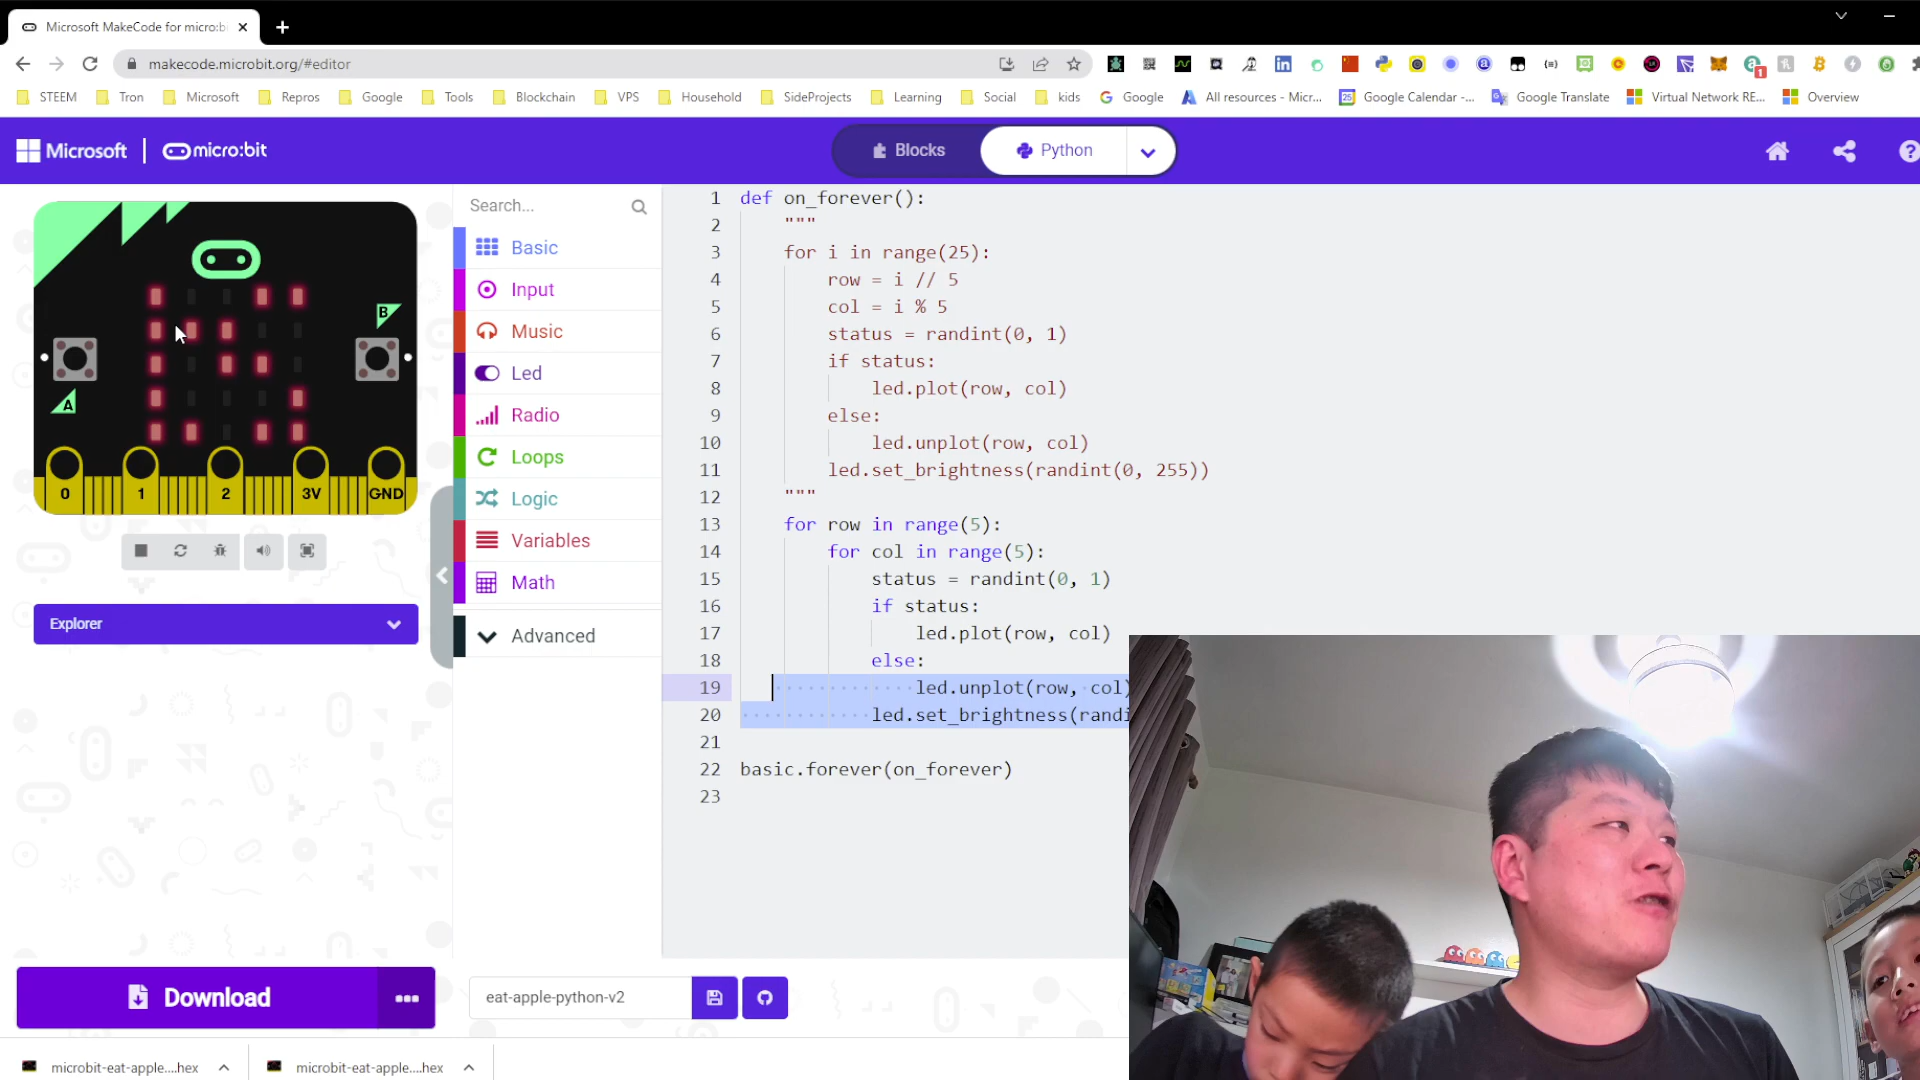 Microsoft MakeCode for micro:b
makecode.microbit.org/#editor
STEEM
Tron
Microsoft
Repros
Google
Tools
Blockchain
VPS
Household
SideProjects
Learning
Social
kids
Google
All resources - Micr...
Google Calendar -...
Google Translate
Virtual Network RE...
Overview
Microsoft
micro:bit
Blocks
Python
B
A
0
1
2
3V
GND
Explorer
Download
Search...
Basic
Input
Music
Led
Radio
Loops
Logic
Variables
Math
Advanced
1 def on_forever():
2 """
3 for i in range(25):
4 row = i // 5
5 col = i % 5
6 status = randint(0, 1)
7 if status:
8 led.plot(row, col)
9 else:
10 led.unplot(row, col)
11 led.set_brightness(randint(0, 255))
12 """
13 for row in range(5):
14 for col in range(5):
15 status = randint(0, 1)
16 if status:
17 led.plot(row, col)
18 else:
19 led.unplot(row, col)
20 led.set_brightness(randi
21
22 basic.forever(on_forever)
23
eat-apple-python-v2
microbit-eat-apple....hex
microbit-eat-apple....hex